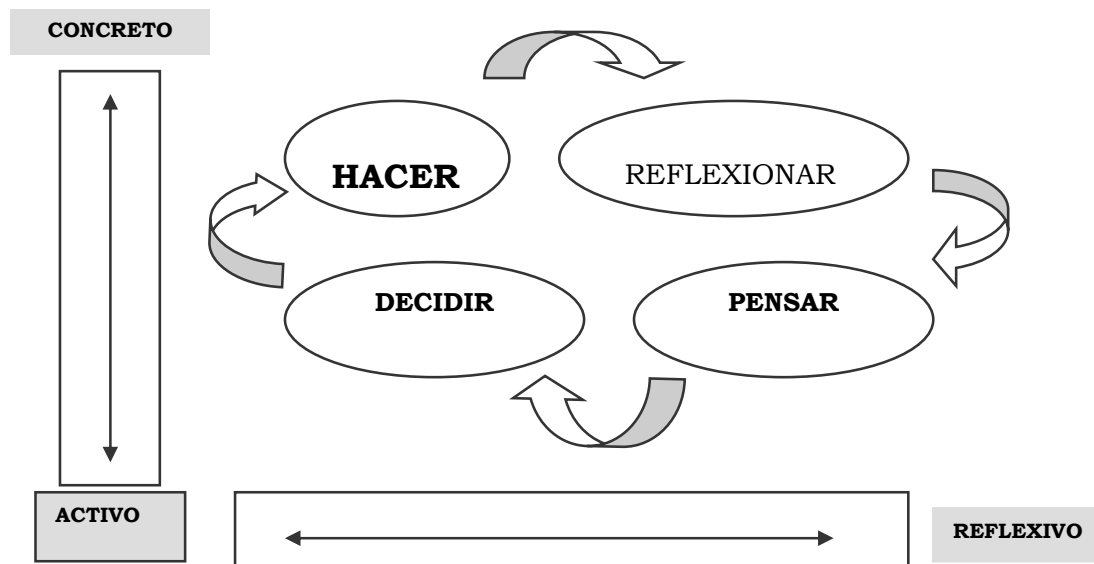 CONCRETO
HACER
REFLEXIONAR
DECIDIR
PENSAR
ACTIVO
REFLEXIVO